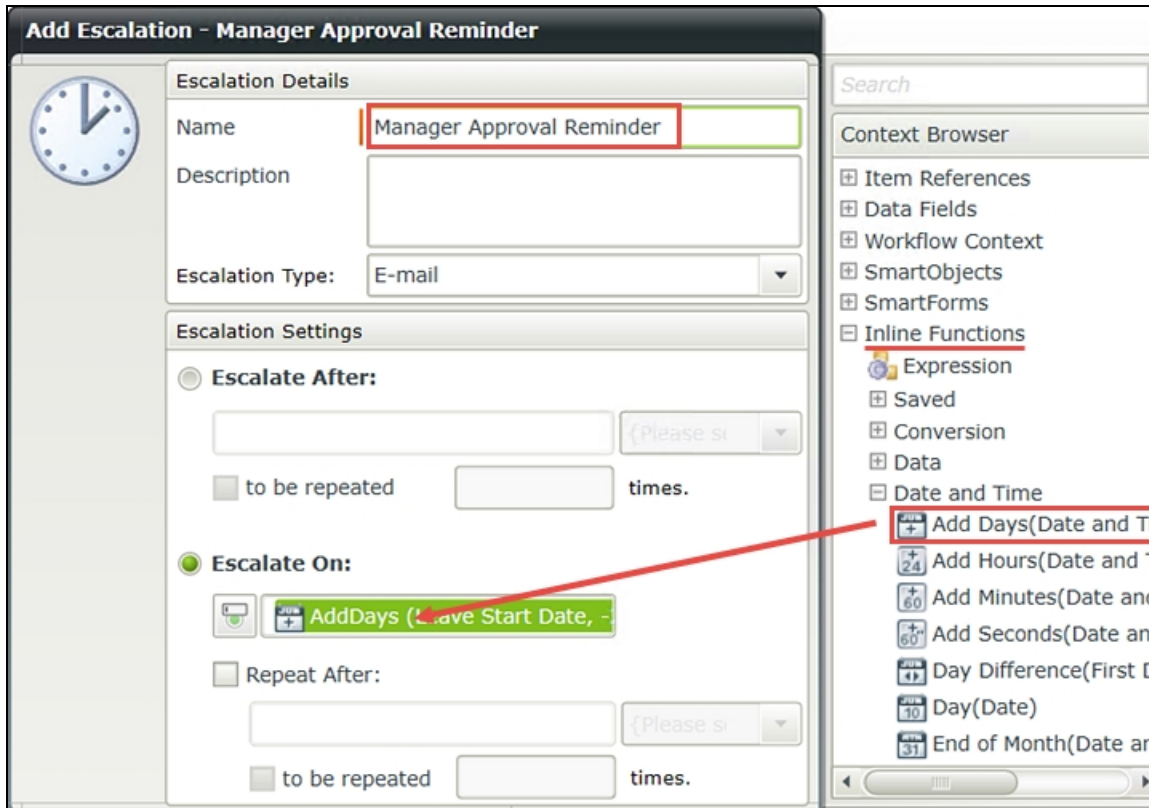 Add Escalation - Manager Approval Reminder
Escalation Details
Name
Manager Approval Reminder
Description
Escalation Type:
E-mail
Escalation Settings
Escalate After:
{Please
to be repeated
times.
Escalate On:
AddDays (Leave Start Date, -
Repeat After:
{Please
to be repeated
times.
Search
Context Browser
Item References
Data Fields
Workflow Context
SmartObjects
SmartForms
Inline Functions
Expression
Saved
Conversion
Data
Date and Time
Add Days(Date and
Add Hours(Date and
Add Minutes(Date and
Add Seconds(Date
Day Difference(First
Day(Date)
End of Month(Date